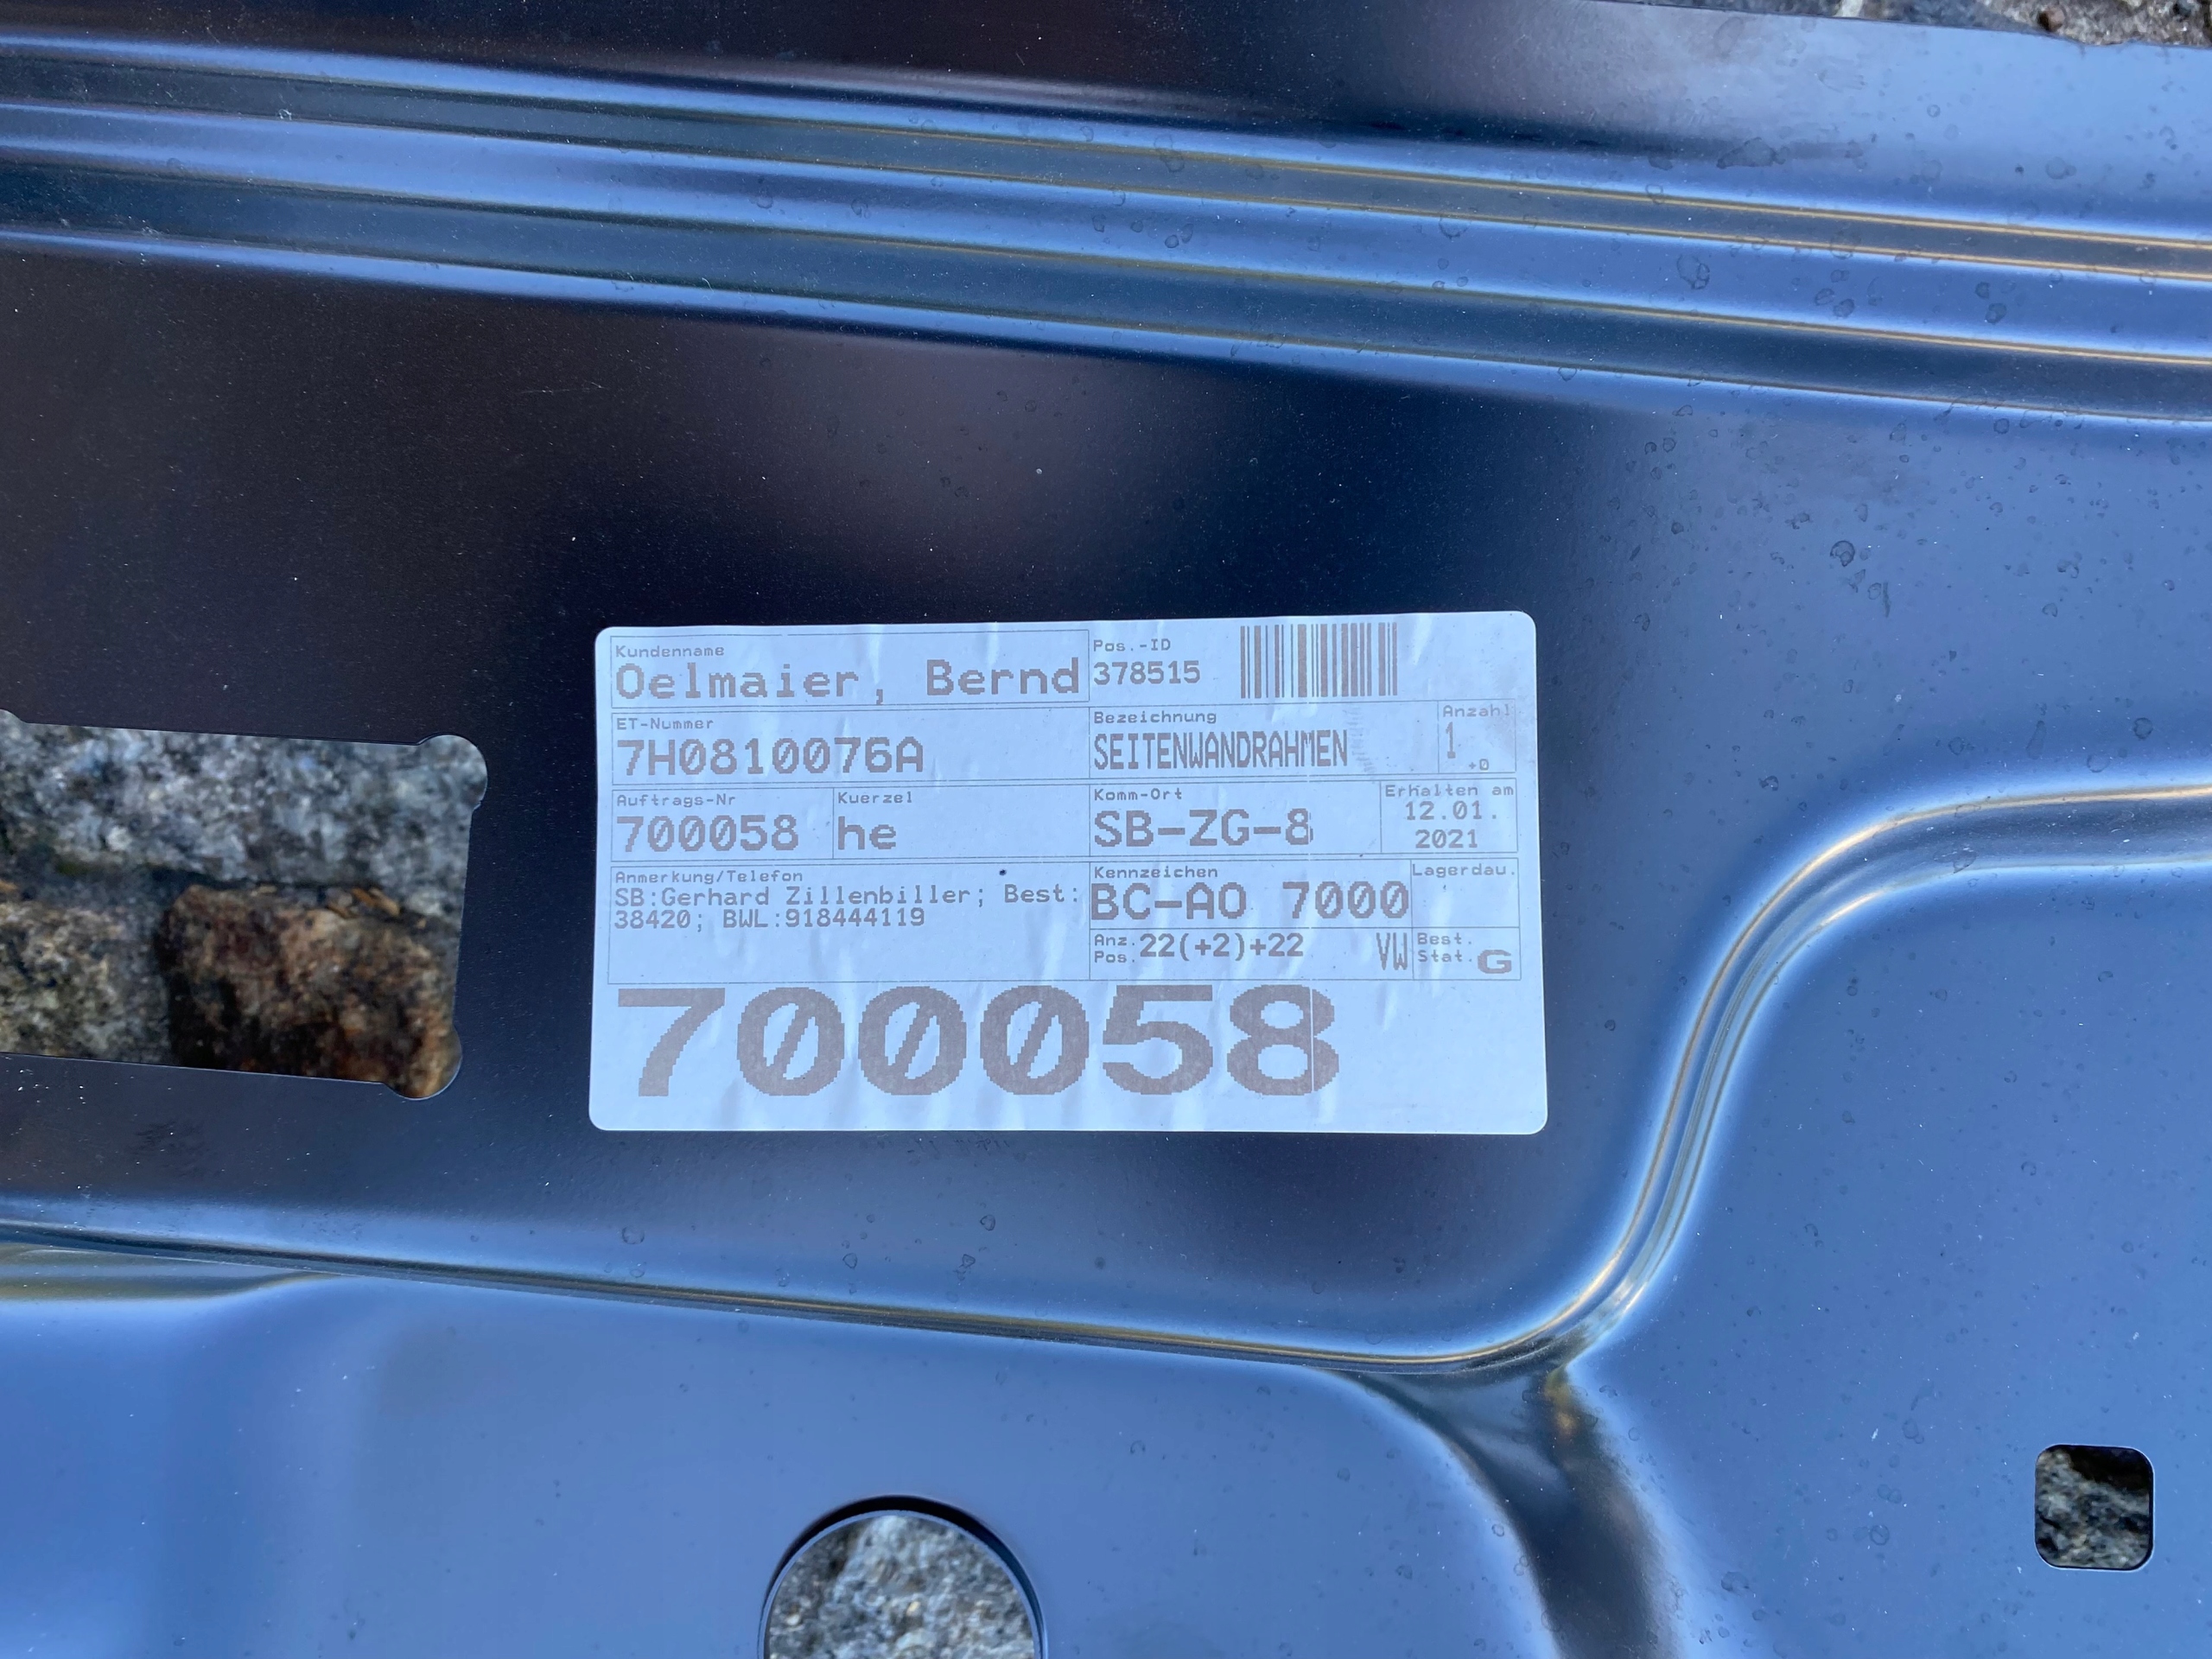 Kundenname
Oelmaier, Bernd
Pos.-ID
378515
ET-Nummer
7H0810076A
Bezeichnung
SEITENWANDRAHMEN
Anzahl
1 +0
Auftrags-Nr
700058
Kuerzel
he
Komm-Ort
SB-ZG-8
Erhalten am
12.01.
2021
Anmerkung/Telefon
SB:Gerhard Zillenbiller; Best:
38420; BWL:918444119
Kennzeichen
BC-AO 7000
Lagerdau.
Anz.
Pos.
22(+2)+22
VW
Best.
Stat.
G
700058